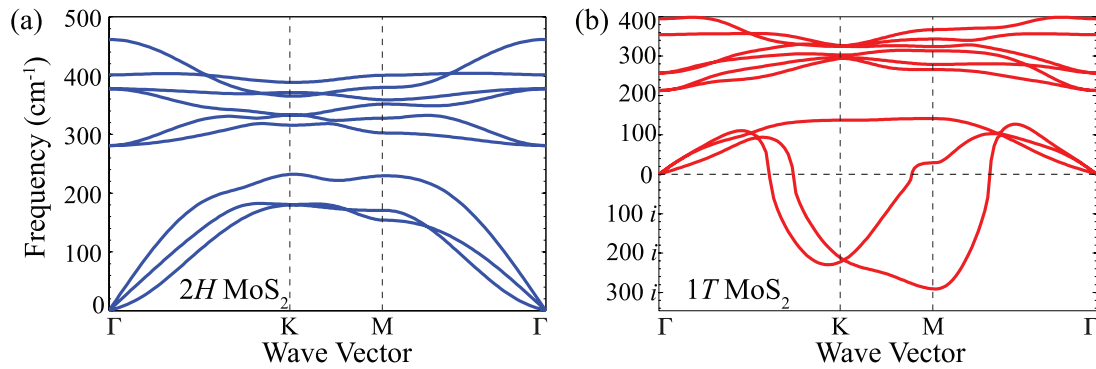 (a)
500
400
300
200
100
0
Frequency (cm⁻¹)
2H MoS₂
Γ
K
M
Γ
Wave Vector
(b)
400
300
200
100
0
100 i
200 i
300 i
1T MoS₂
Γ
K
M
Γ
Wave Vector